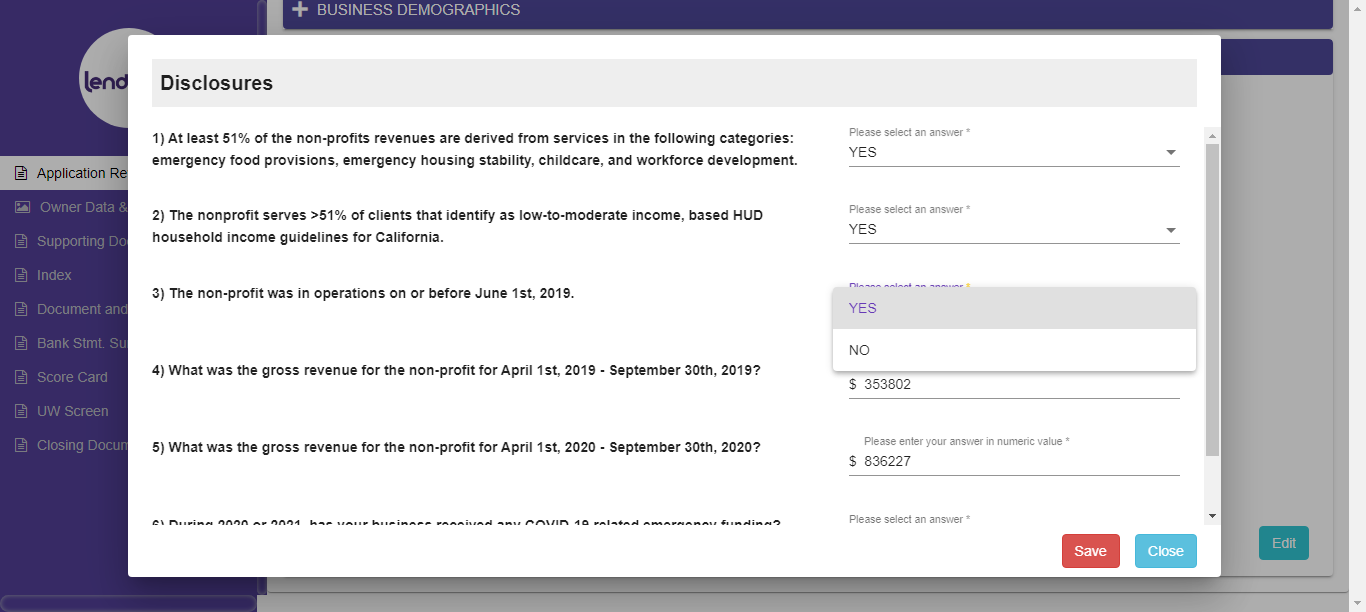 BUSINESS DEMOGRAPHICS
lend
Disclosures
1) At least 51% of the non-profits revenues are derived from services in the following categories:
emergency food provisions, emergency housing stability, childcare, and workforce development.
Please select an answer *
YES
2) The nonprofit serves >51% of clients that identify as low-to-moderate income, based HUD
household income guidelines for California.
Please select an answer *
YES
3) The non-profit was in operations on or before June 1st, 2019.
Please select an answer *
YES
NO
4) What was the gross revenue for the non-profit for April 1st, 2019 - September 30th, 2019?
$ 353802
5) What was the gross revenue for the non-profit for April 1st, 2020 - September 30th, 2020?
Please enter your answer in numeric value *
$ 836227
6) During 2020 or 2021, has your business received any COVID-19 related emergency funding?
Please select an answer *
Save
Close
Edit
Application Re
Owner Data &
Supporting Do
Index
Document and
Bank Stmt. Su
Score Card
UW Screen
Closing Docum